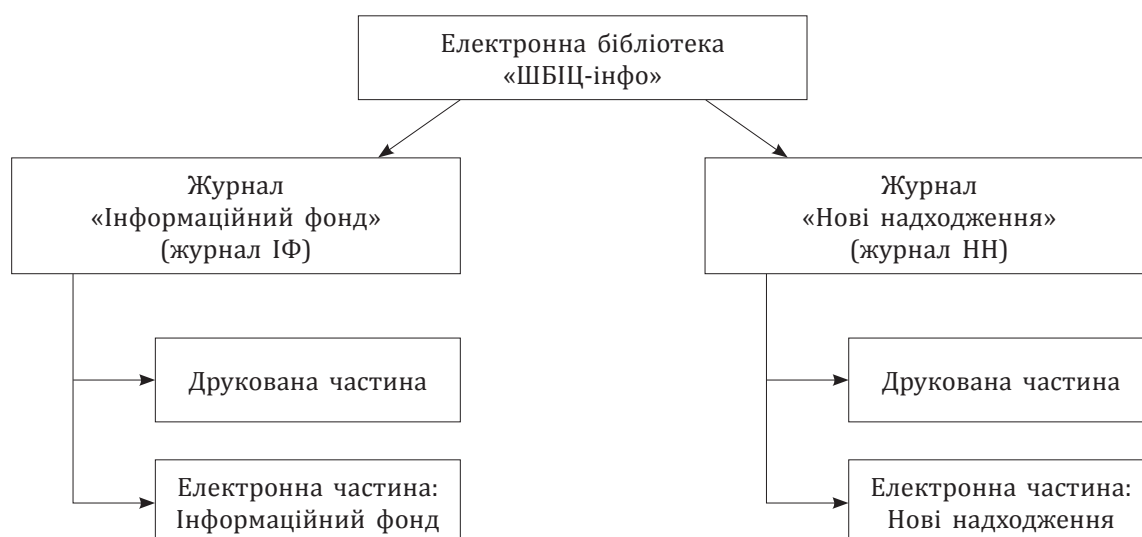 Електронна бібліотека
«ШБІЦ-інфо»
Журнал
«Інформаційний фонд»
(журнал ІФ)
Журнал
«Нові надходження»
(журнал НН)
Друкована частина
Друкована частина
Електронна частина:
Інформаційний фонд
Електронна частина:
Нові надходження